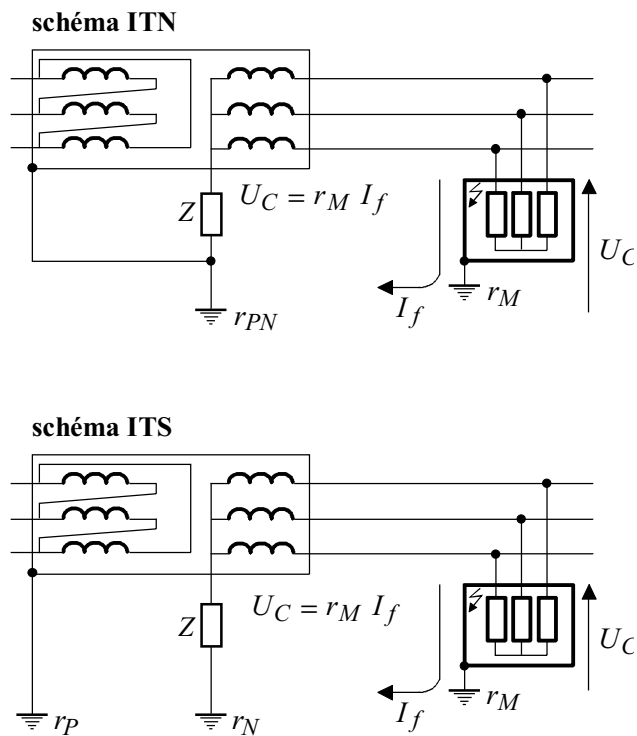 schéma ITN
Z
U_C = r_M I_f
U_C
r_M
I_f
r_PN
schéma ITS
Z
U_C = r_M I_f
U_C
r_M
I_f
r_P
r_N